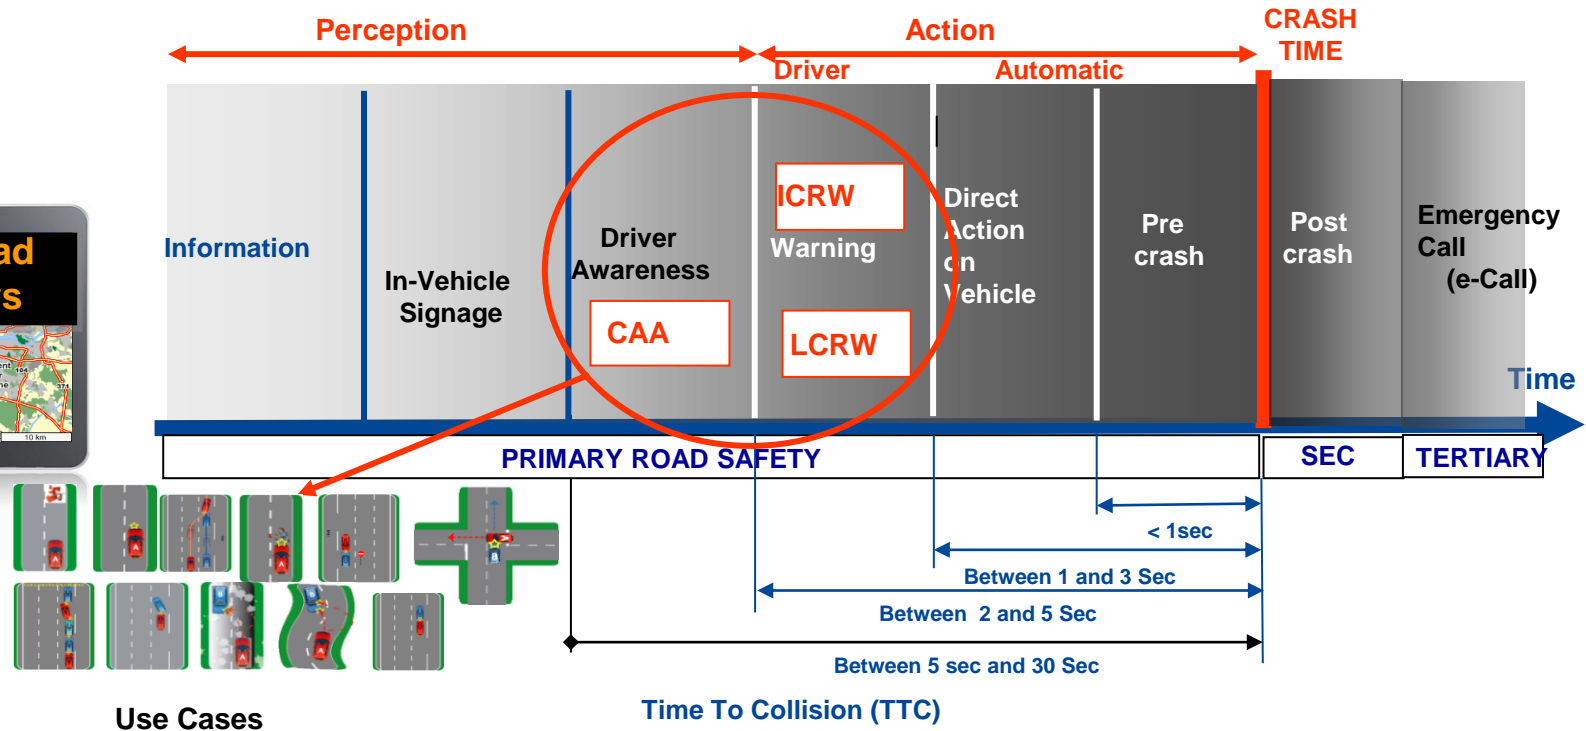 Perception
Action
CRASH
TIME
Driver
Automatic
ICRW
Information
In-Vehicle
Signage
Driver
Awareness
CAA
Warning
LCRW
Direct
Action
on
Vehicle
Pre
crash
Post
crash
Emergency
Call
(e-Call)
Time
PRIMARY ROAD SAFETY
SEC
TERTIARY
10 km
< 1sec
Between 1 and 3 Sec
Between 2 and 5 Sec
Between 5 sec and 30 Sec
Time To Collision (TTC)
Use Cases